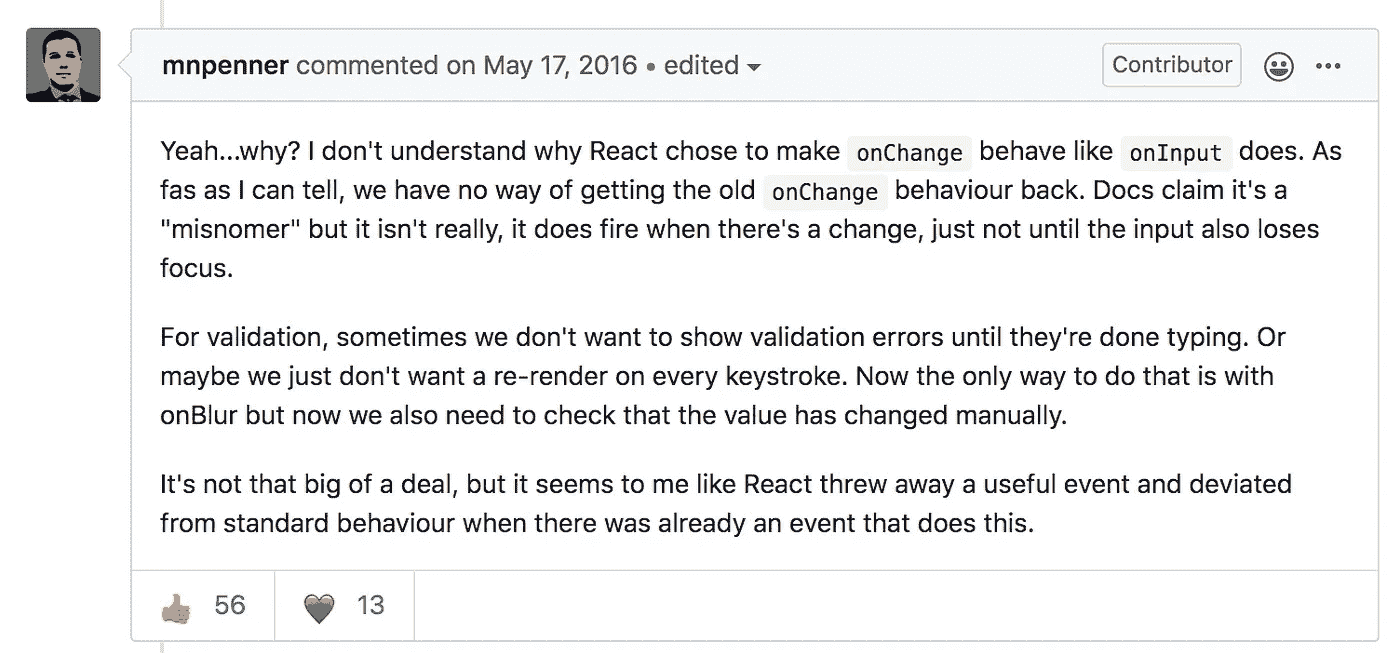 mnpenner commented on May 17, 2016 • edited
Contributor
Yeah...why? I don't understand why React chose to make onChange behave like onInput does. As
fas as I can tell, we have no way of getting the old onChange behaviour back. Docs claim it's a
"misnomer" but it isn't really, it does fire when there's a change, just not until the input also loses
focus.
For validation, sometimes we don't want to show validation errors until they're done typing. Or
maybe we just don't want a re-render on every keystroke. Now the only way to do that is with
onBlur but now we also need to check that the value has changed manually.
It's not that big of a deal, but it seems to me like React threw away a useful event and deviated
from standard behaviour when there was already an event that does this.
56 13